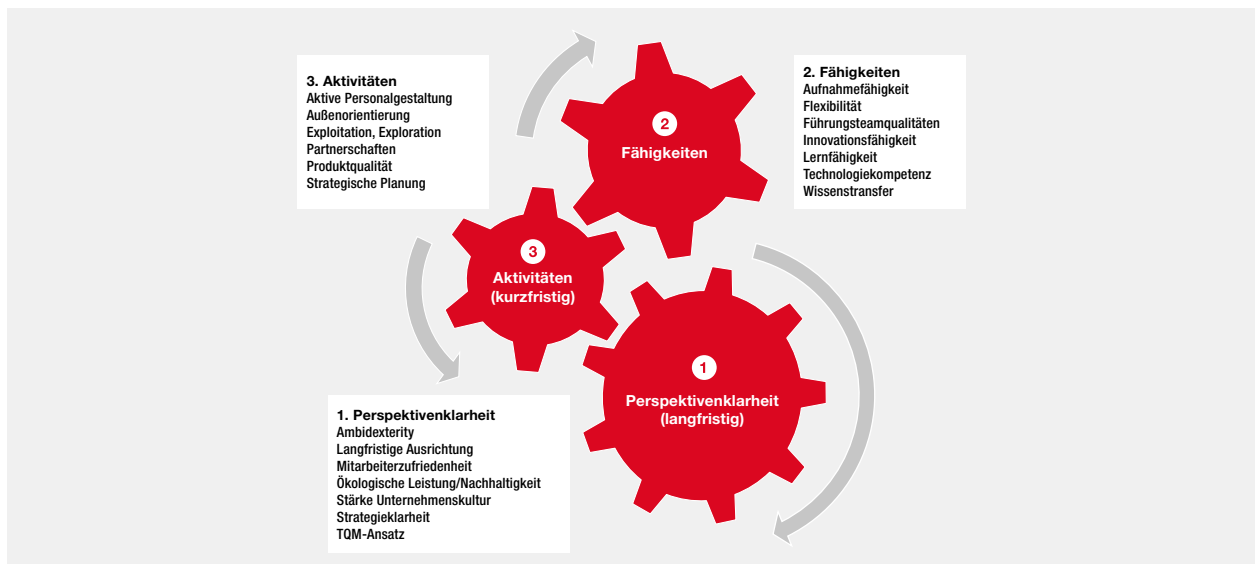 3. Aktivitäten
Aktive Personalgestaltung
Außenorientierung
Exploitation, Exploration
Partnerschaften
Produktqualität
Strategische Planung
2
Fähigkeiten
2. Fähigkeiten
Aufnahmefähigkeit
Flexibilität
Führungsteamqualitäten
Innovationsfähigkeit
Lernfähigkeit
Technologiekompetenz
Wissenstransfer
3
Aktivitäten
(kurzfristig)
1
Perspektivenklarheit
(langfristig)
1. Perspektivenklarheit
Ambidexterity
Langfristige Ausrichtung
Mitarbeiterzufriedenheit
Ökologische Leistung/Nachhaltigkeit
Stärke Unternehmenskultur
Strategieklarheit
TQM-Ansatz